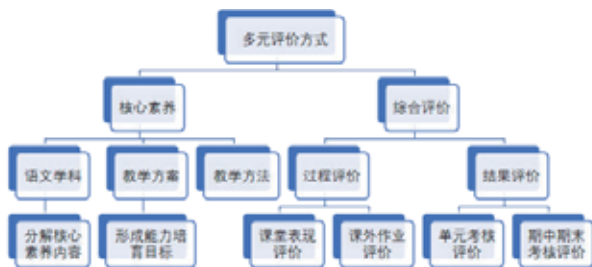 多元评价方式
核心素养
综合评价
语文学科
教学方案
教学方法
过程评价
结果评价
分解核心
素养内容
形成能力培
育目标
课堂表现
评价
课外作业
评价
单元考核
评价
期中期末
考核评价